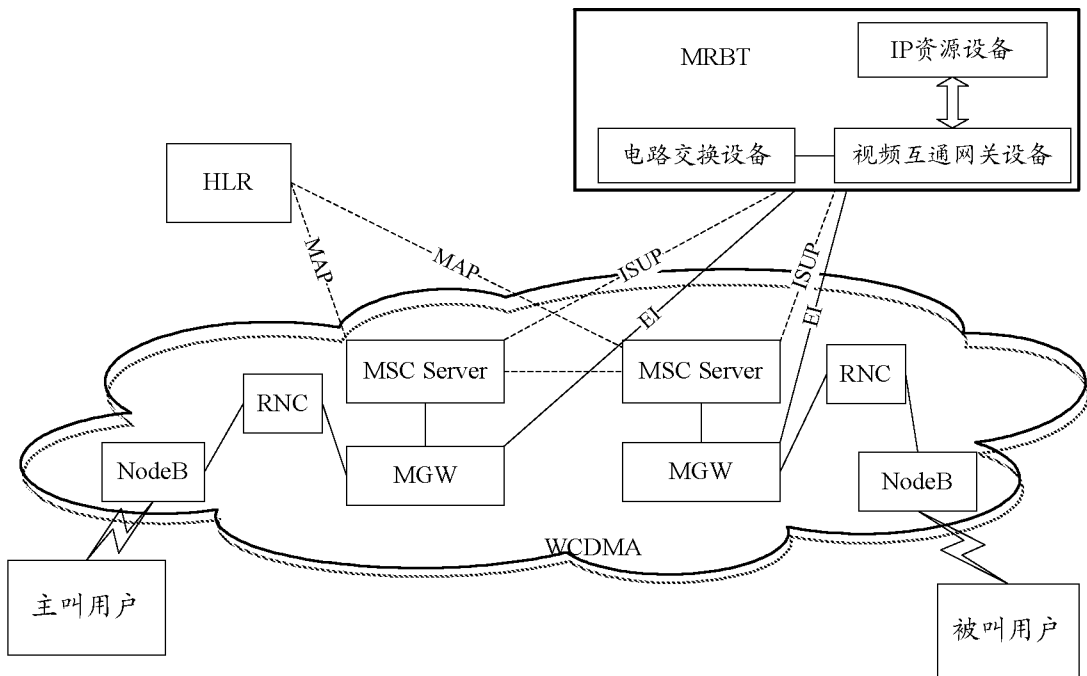 MRBT
IP资源设备
电路交换设备
视频互通网关设备
HLR
MAP
MAP
ISUP
ISUP
EI
EI
MSC Server
MSC Server
RNC
RNC
NodeB
MGW
MGW
NodeB
WCDMA
主叫用户
被叫用户